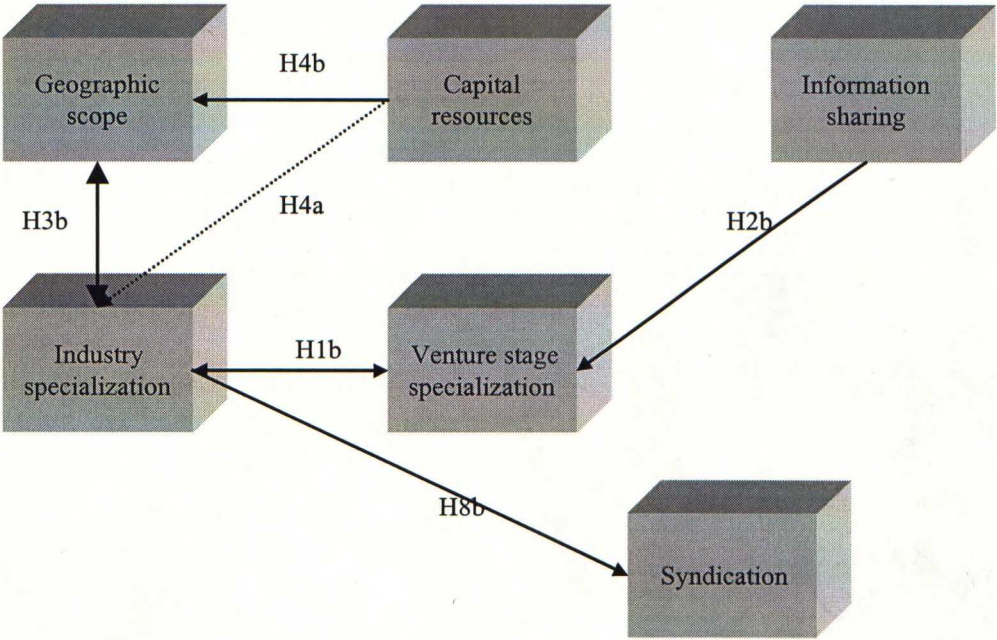 Geographic
scope
H4b
Capital
resources
Information
sharing
H4a
H3b
H2b
Industry
specialization
H1b
Venture stage
specialization
H8b
Syndication